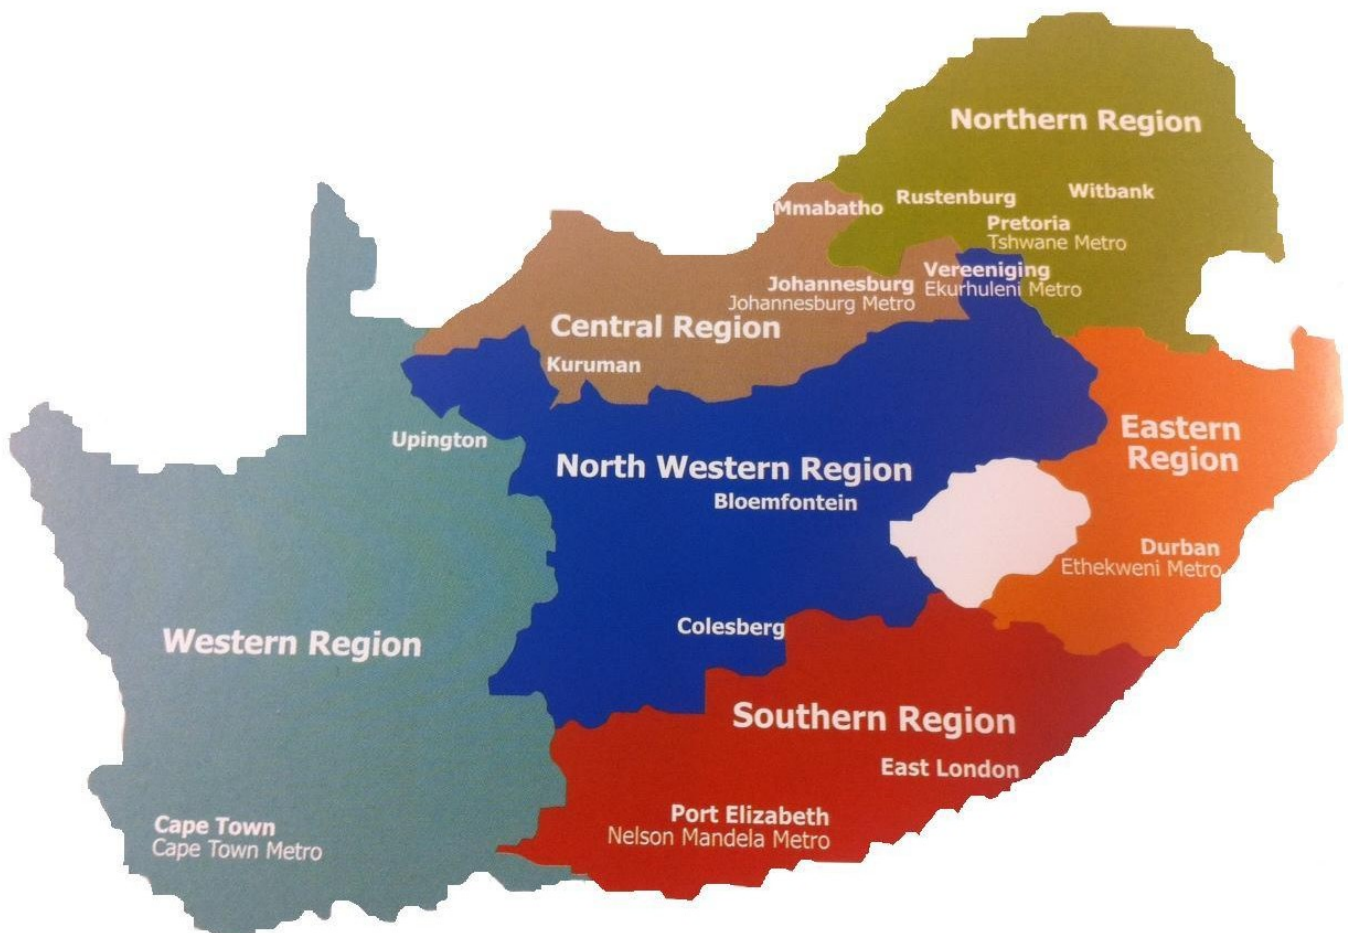 Northern Region
Witbank
Rustenburg
Mmabatho
Pretoria
Tshwane Metro
Vereeniging
Ekurhuleni Metro
Johannesburg
Johannesburg Metro
Central Region
Kuruman
Upington
North Western Region
Bloemfontein
Eastern
Region
Durban
Ethekweni Metro
Colesberg
Western Region
Southern Region
East London
Port Elizabeth
Nelson Mandela Metro
Cape Town
Cape Town Metro